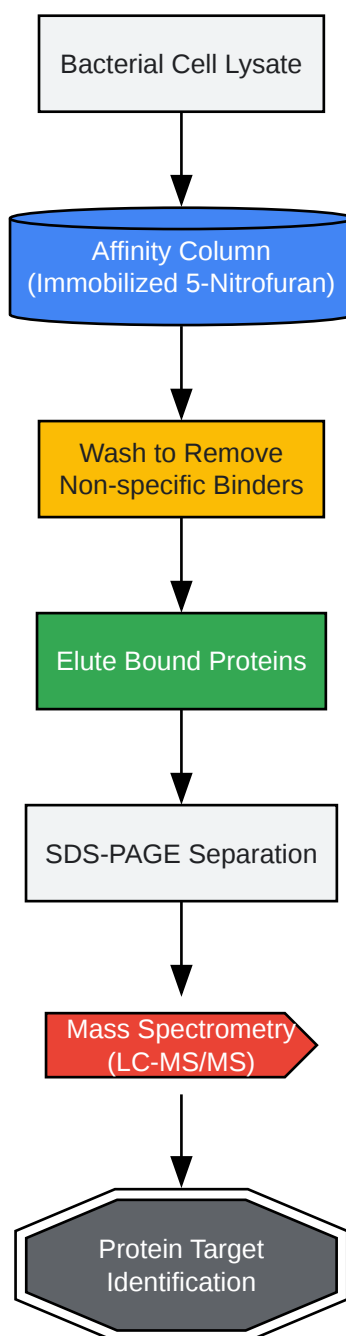 Bacterial Cell Lysate
Affinity Column
(Immobilized 5-Nitrofuran)
Wash to Remove
Non-specific Binders
Elute Bound Proteins
SDS-PAGE Separation
Mass Spectrometry
(LC-MS/MS)
Protein Target
Identification